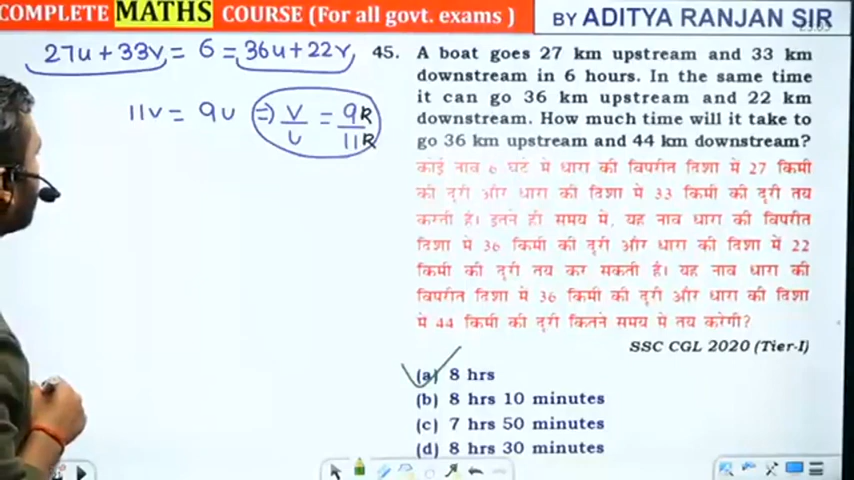 COMPLETE MATHS COURSE (For all govt. exams)
BY ADITYA RANJAN SIR
27u + 33v = 6 = 36u + 22v
11v = 9u ⇒ v/u = 9R/11R
45. A boat goes 27 km upstream and 33 km
downstream in 6 hours. In the same time
it can go 36 km upstream and 22 km
downstream. How much time will it take to
go 36 km upstream and 44 km downstream?
कोई नाव 6 घंटे में धारा की विपरीत दिशा में 27 किमी
की दूरी और धारा की दिशा में 33 किमी की दूरी तय
करती है। इतने ही समय में, यह नाव धारा की विपरीत
दिशा में 36 किमी की दूरी और धारा की दिशा में 22
किमी की दूरी तय कर सकती है। यह नाव धारा की
विपरीत दिशा में 36 किमी की दूरी और धारा की दिशा
में 44 किमी की दूरी कितने समय में तय करेगी?
SSC CGL 2020 (Tier-I)
(a) 8 hrs
(b) 8 hrs 10 minutes
(c) 7 hrs 50 minutes
(d) 8 hrs 30 minutes